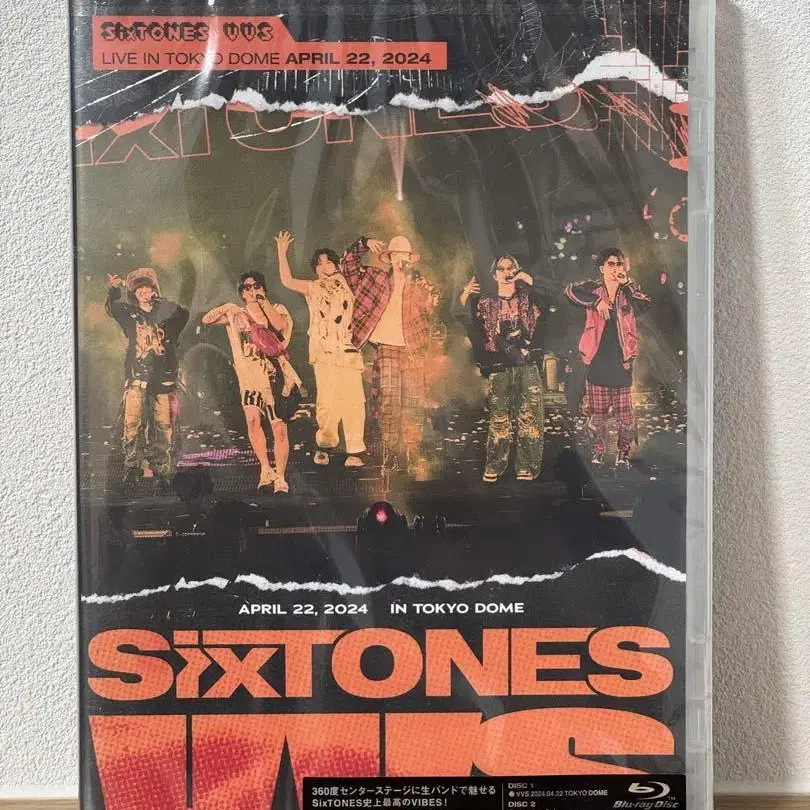 SixTONES VVS
LIVE IN TOKYO DOME APRIL 22, 2024
SixTONES
APRIL 22, 2024 IN TOKYO DOME
SixTONES
VVS
360度センターステージに生バンドで魅せる
SixTONES史上最高のVIBES!
DISC 1
●VVS 2024.04.22 TOKYO DOME
DISC 2
Blu-ray Disc